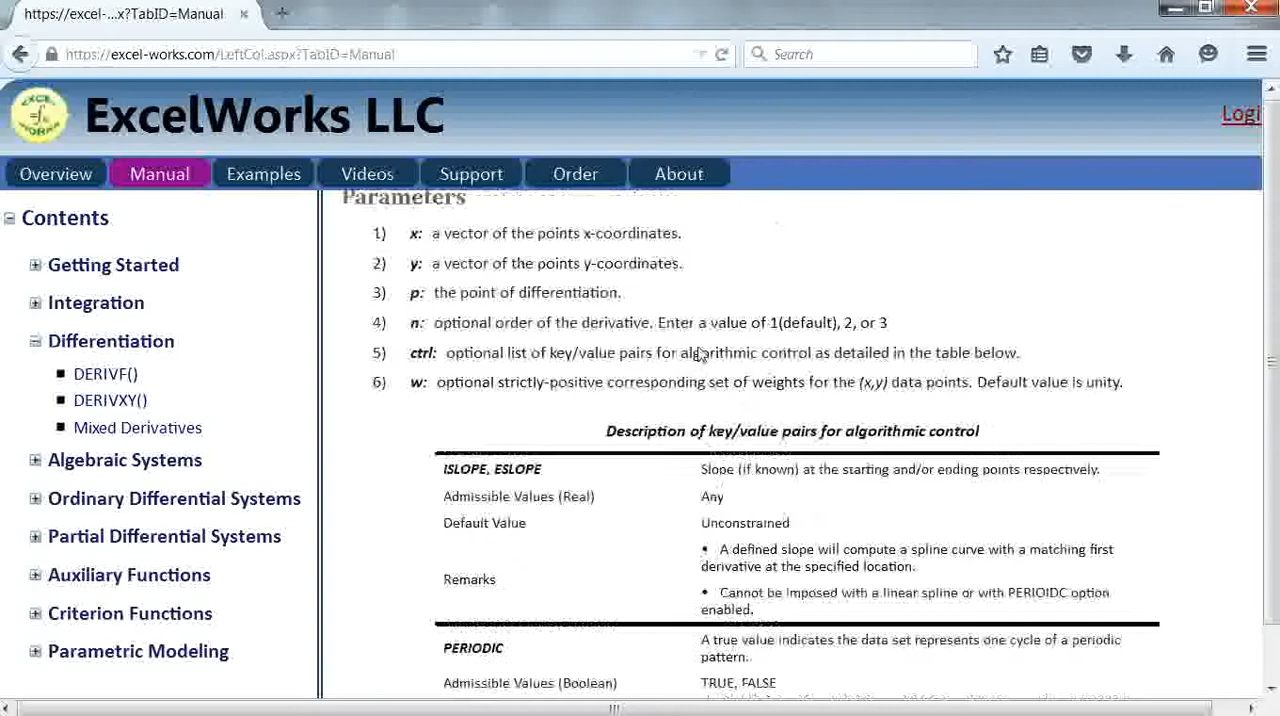 https://excel-...x?TabID=Manual
https://excel-works.com/LeftCol.aspx?TabID=Manual
Search
EXCEL
WORKS
ExcelWorks LLC
Logi
Overview
Manual
Examples
Videos
Support
Order
About
Contents
Getting Started
Integration
Differentiation
DERIVF()
DERIVXY()
Mixed Derivatives
Algebraic Systems
Ordinary Differential Systems
Partial Differential Systems
Auxiliary Functions
Criterion Functions
Parametric Modeling
Parameters
1) x: a vector of the points x-coordinates.
2) y: a vector of the points y-coordinates.
3) p: the point of differentiation.
4) n: optional order of the derivative. Enter a value of 1(default), 2, or 3
5) ctrl: optional list of key/value pairs for algorithmic control as detailed in the table below.
6) w: optional strictly-positive corresponding set of weights for the (x,y) data points. Default value is unity.
Description of key/value pairs for algorithmic control
ISLOPE, ESLOPE Slope (if known) at the starting and/or ending points respectively.
Admissible Values (Real) Any
Default Value Unconstrained
Remarks
• A defined slope will compute a spline curve with a matching first
derivative at the specified location.
• Cannot be imposed with a linear spline or with PERIOIDC option
enabled.
PERIODIC
A true value indicates the data set represents one cycle of a periodic
pattern.
Admissible Values (Boolean) TRUE, FALSE